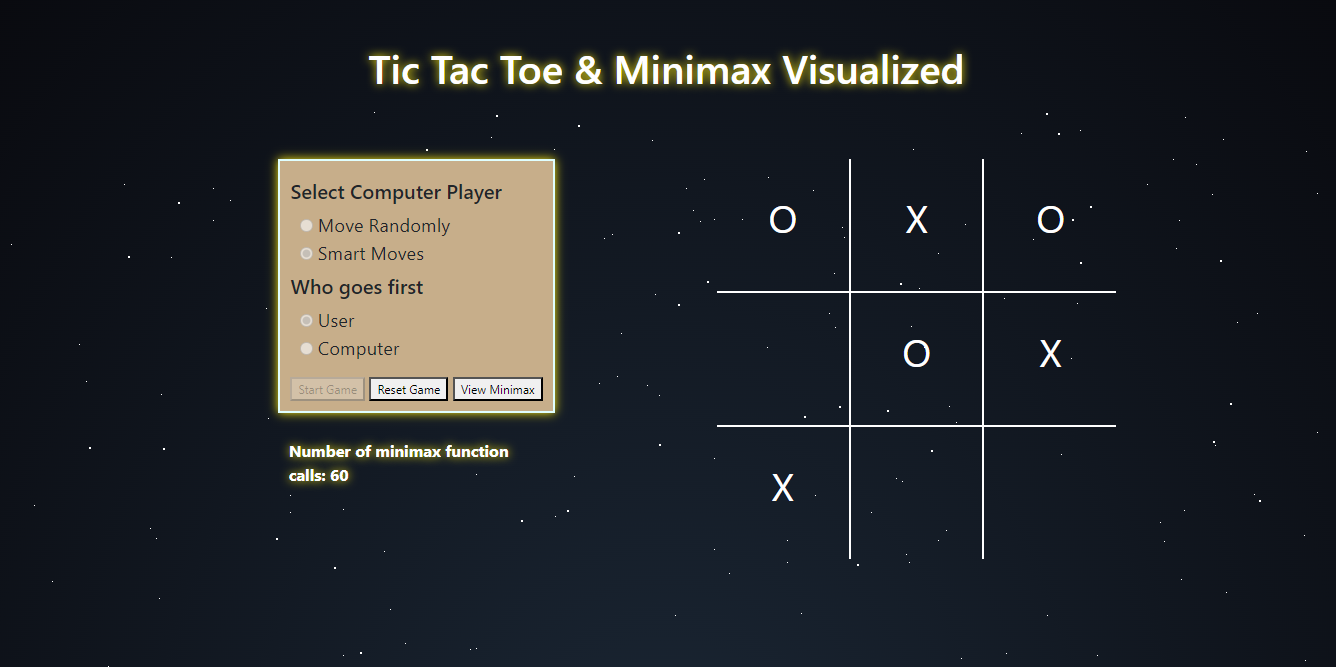 Tic Tac Toe & Minimax Visualized
Select Computer Player
Move Randomly
Smart Moves
Who goes first
User
Computer
Start Game Reset Game View Minimax
Number of minimax function
calls: 60
O X O
O X
X